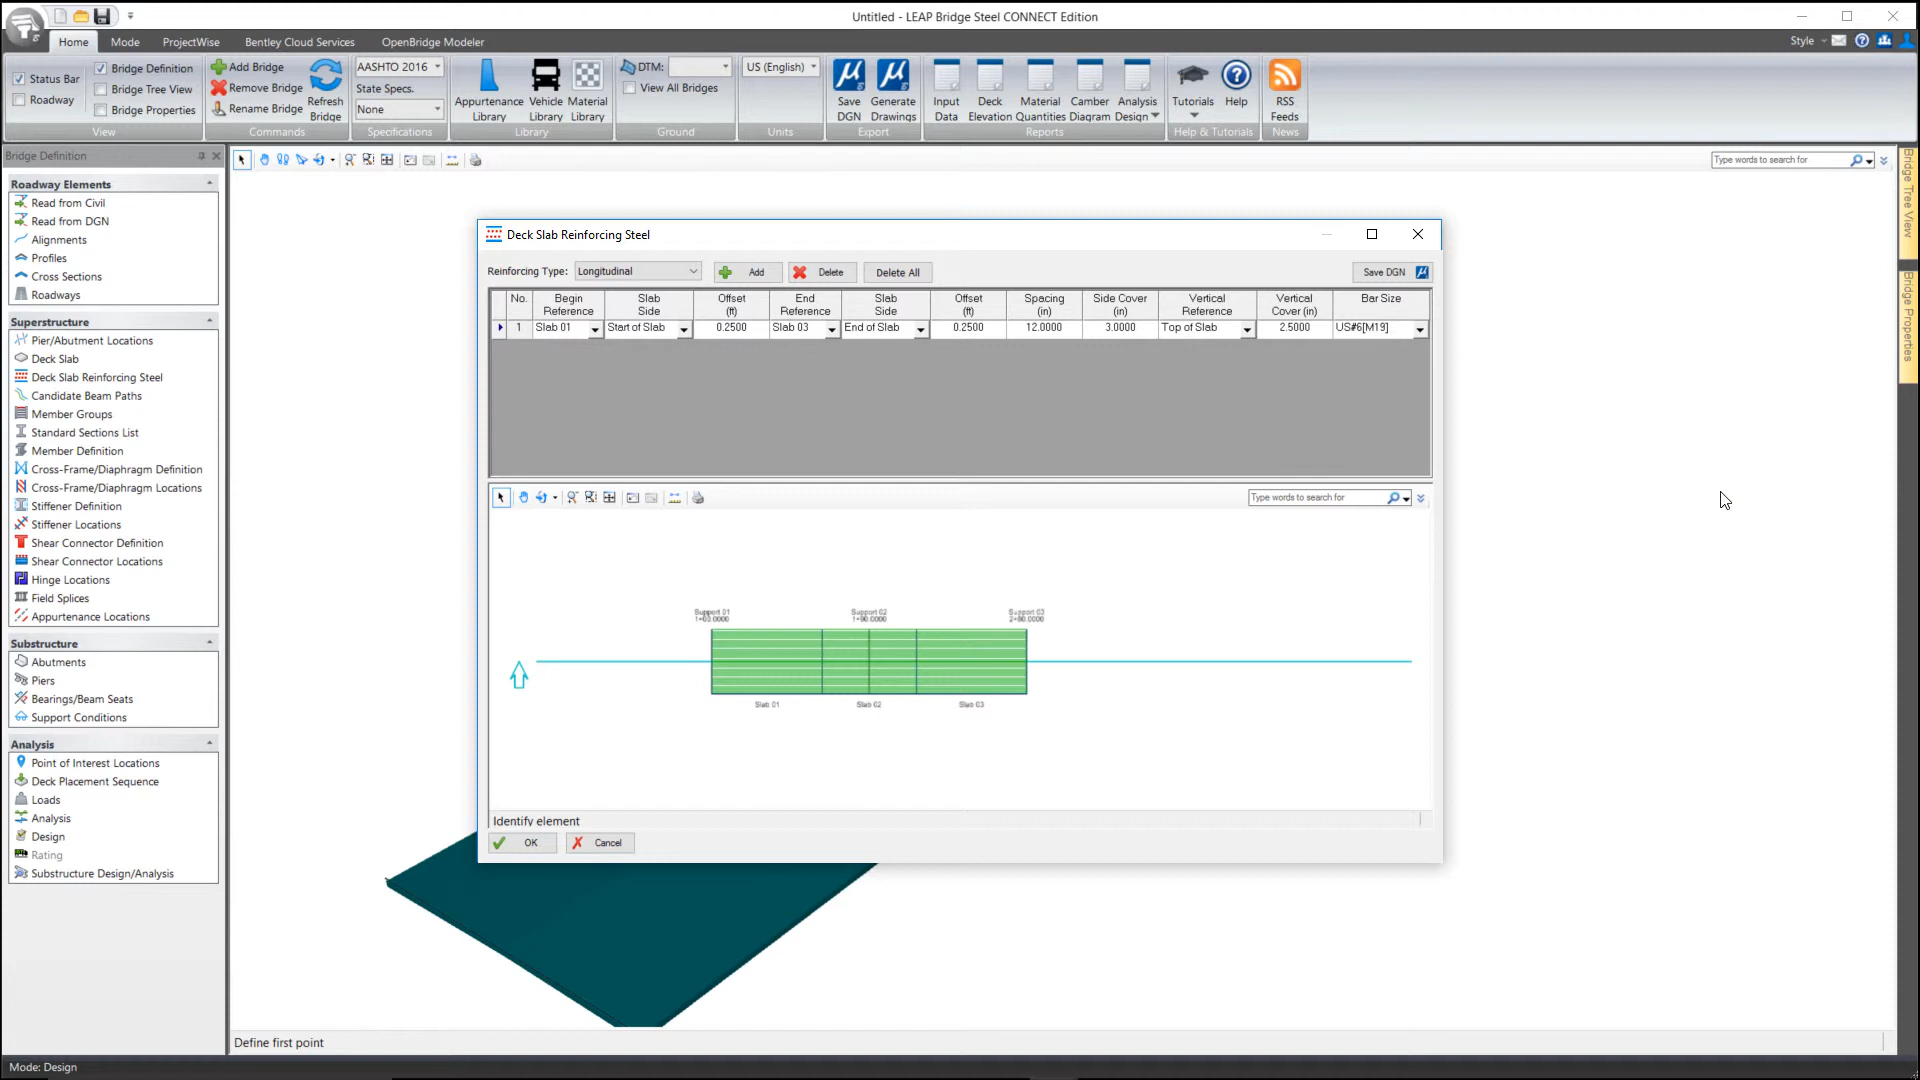 Untitled - LEAP Bridge Steel CONNECT Edition
Home Mode ProjectWise Bentley Cloud Services OpenBridge Modeler Style
Status Bar
Roadway
Bridge Definition
Bridge Tree View
Bridge Properties
View
Add Bridge
Remove Bridge
Rename Bridge
Refresh
Bridge
Commands
AASHTO 2016
State Specs.
None
Specifications
Appurtenance
Library
Vehicle
Library
Material
Library
Library
DTM:
View All Bridges
Ground
US (English)
Units
Save
DGN
Generate
Drawings
Export
Input
Data
Deck
Elevation
Material
Quantities
Camber
Diagram
Analysis
Design
Reports
Tutorials
Help
Help & Tutorials
RSS
Feeds
News
Bridge Definition
Type words to search for
Bridge Tree View
Bridge Properties
Roadway Elements
Read from Civil
Read from DGN
Alignments
Profiles
Cross Sections
Roadways
Superstructure
Pier/Abutment Locations
Deck Slab
Deck Slab Reinforcing Steel
Candidate Beam Paths
Member Groups
Standard Sections List
Member Definition
Cross-Frame/Diaphragm Definition
Cross-Frame/Diaphragm Locations
Stiffener Definition
Stiffener Locations
Shear Connector Definition
Shear Connector Locations
Hinge Locations
Field Splices
Appurtenance Locations
Substructure
Abutments
Piers
Bearings/Beam Seats
Support Conditions
Analysis
Point of Interest Locations
Deck Placement Sequence
Loads
Analysis
Design
Rating
Substructure Design/Analysis
Deck Slab Reinforcing Steel
Reinforcing Type: Longitudinal Add Delete Delete All Save DGN
No. Begin Reference Slab Side Offset (ft) End Reference Slab Side Offset (ft) Spacing (in) Side Cover (in) Vertical Reference Vertical Cover (in) Bar Size
1 Slab 01 Start of Slab 0.2500 Slab 03 End of Slab 0.2500 12.0000 3.0000 Top of Slab 2.5000 US#6[M19]
Type words to search for
Support 01 Support 02 Support 03
1+90.0000
Slab 01 Slab 02 Slab 03
Identify element
OK Cancel
Define first point
Mode: Design